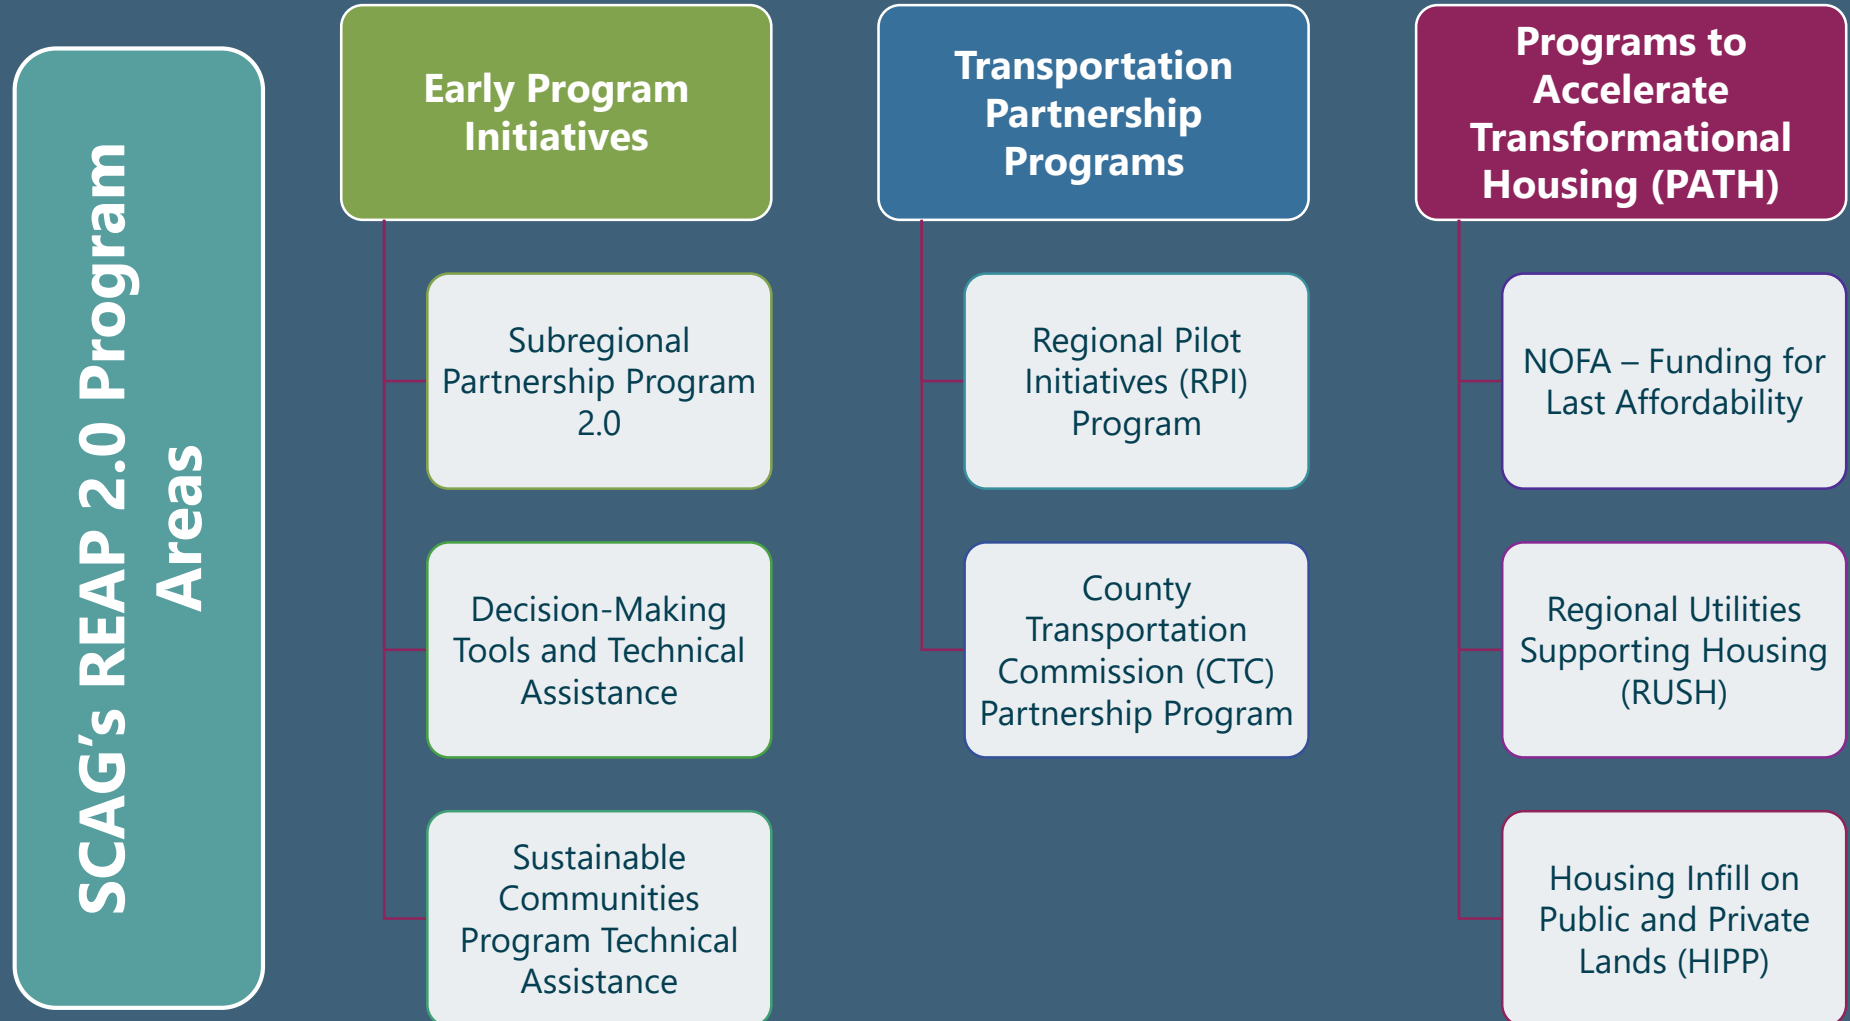 SCAG's REAP 2.0 Program
Areas
Early Program
Initiatives
Subregional
Partnership Program
2.0
Decision-Making
Tools and Technical
Assistance
Sustainable
Communities
Program Technical
Assistance
Transportation
Partnership
Programs
Regional Pilot
Initiatives (RPI)
Program
County
Transportation
Commission (CTC)
Partnership Program
Programs to
Accelerate
Transformational
Housing (PATH)
NOFA – Funding for
Last Affordability
Regional Utilities
Supporting Housing
(RUSH)
Housing Infill on
Public and Private
Lands (HIPP)